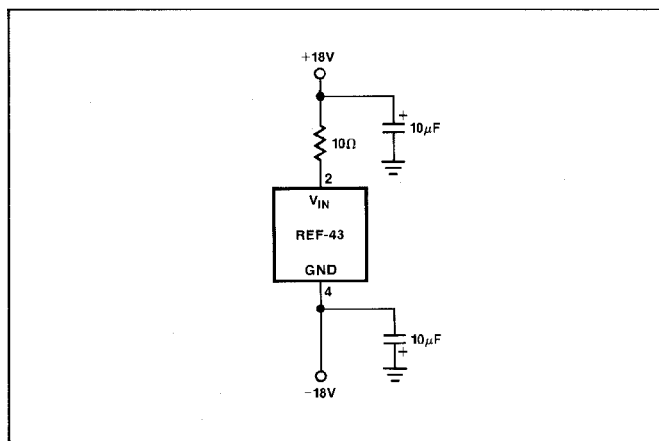 +18V
+
10μF
10Ω
2
VIN
REF-43
GND
4
10μF
+
−18V